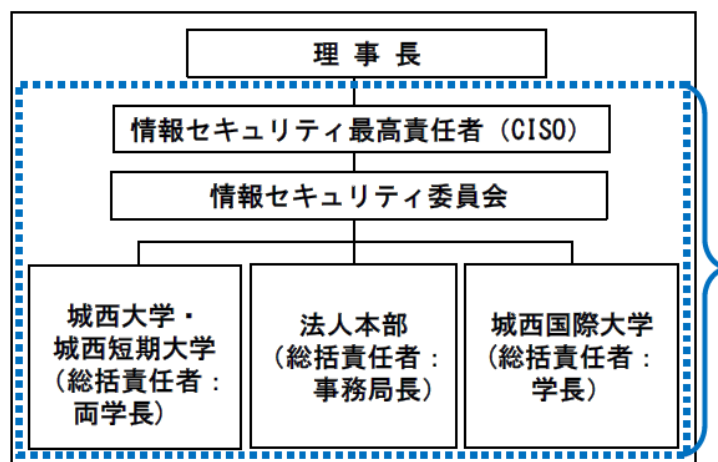 理事長
情報セキュリティ最高責任者（CISO）
情報セキュリティ委員会
城西大学・
城西短期大学
（総括責任者：
両学長）
法人本部
（総括責任者：
事務局長）
城西国際大学
（総括責任者：
学長）